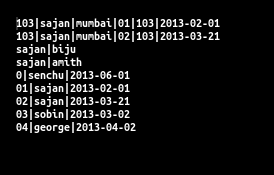 103|sajan|mumbai|01|103|2013-02-01
103|sajan|mumbai|02|103|2013-03-21
sajan|biju
sajan|amith
0|senchu|2013-06-01
01|sajan|2013-02-01
02|sajan|2013-03-21
03|sobin|2013-03-02
04|george|2013-04-02